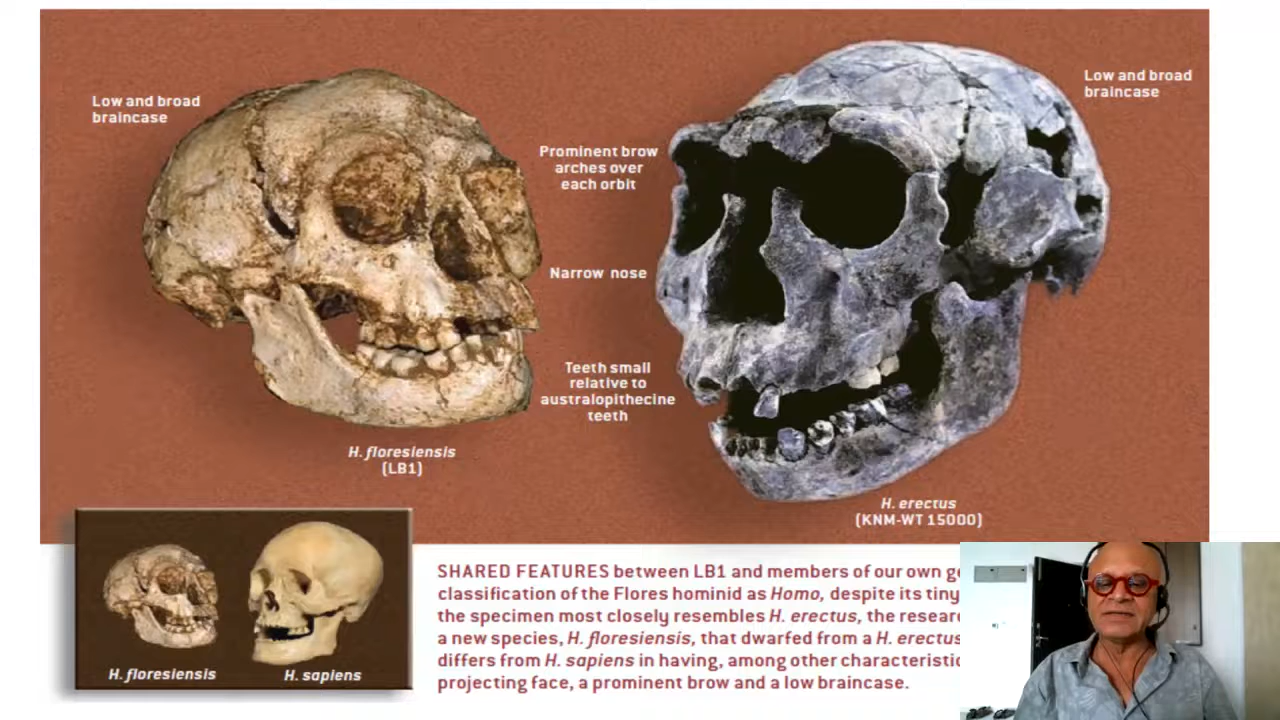 Low and broad
braincase
Prominent brow
arches over
each orbit
Low and broad
braincase
Narrow nose
Teeth small
relative to
australopithecine
teeth
H. floresiensis
(LB1)
H. erectus
(KNM-WT 15000)
H. floresiensis
H. sapiens
SHARED FEATURES between LB1 and members of our own
classification of the Flores hominid as Homo, despite its tiny
the specimen most closely resembles H. erectus, the
a new species, H. floresiensis, that dwarfed from a H. erectus
differs from H. sapiens in having, among other
projecting face, a prominent brow and a low braincase.